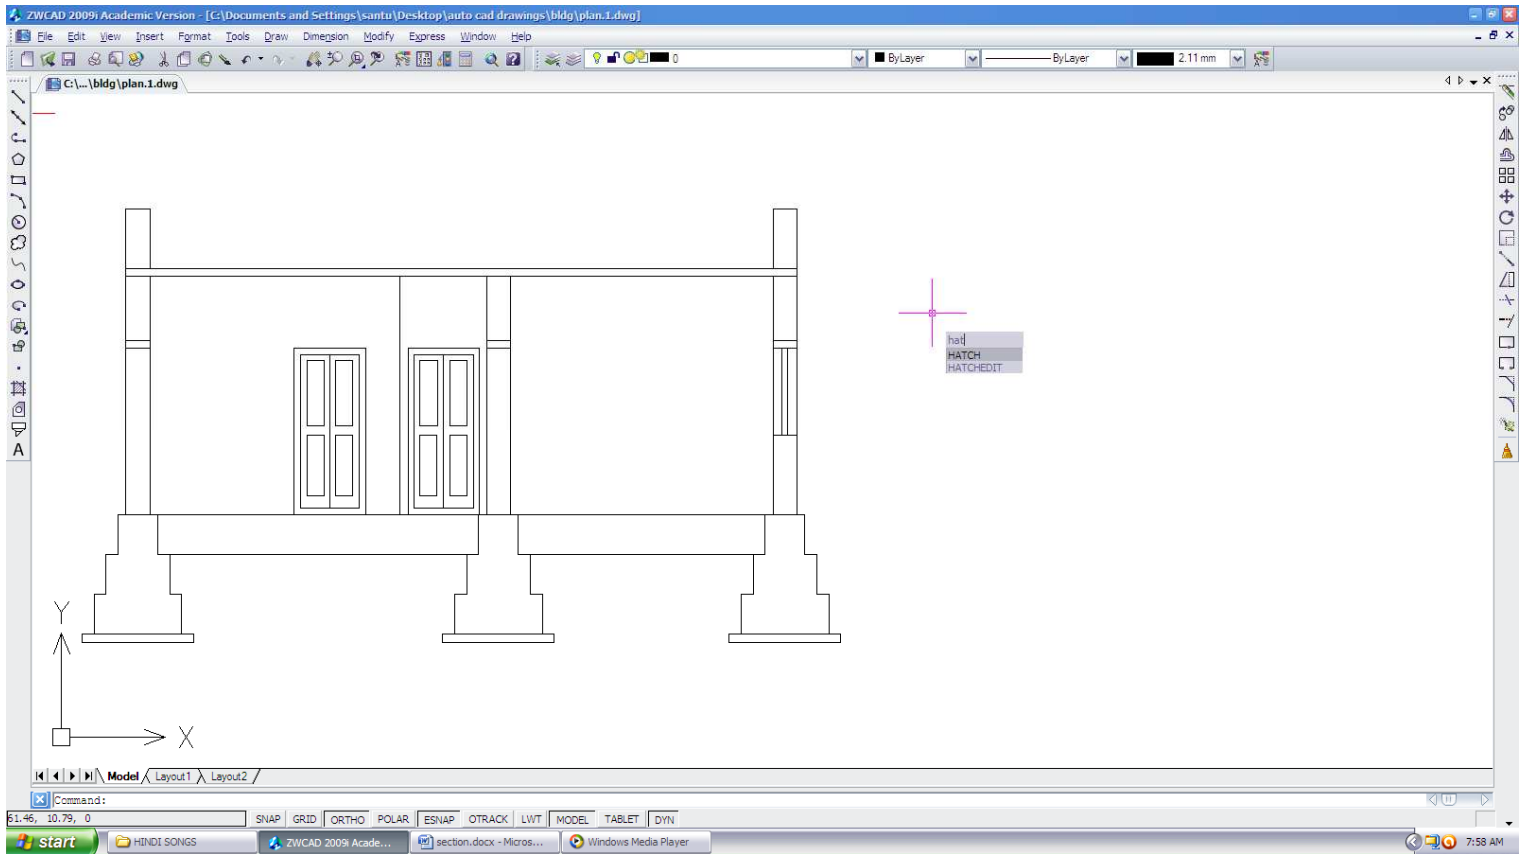 ZWCAD 2009i Academic Version - [C:\Documents and Settings\santu\Desktop\auto cad drawings\bldg\plan.1.dwg]
File Edit View Insert Format Tools Draw Dimension Modify Express Window Help
0 ByLayer ByLayer 2.11 mm
C:\...\bldg\plan.1.dwg
hat
HATCH
HATCHEDIT
A
Y
X
Model Layout1 Layout2
Command:
61.46, 10.79, 0 SNAP GRID ORTHO POLAR ESNAP OTRACK LWT MODEL TABLET DYN
start HINDI SONGS ZWCAD 2009i Acade... section.docx - Micros... Windows Media Player 7:58 AM